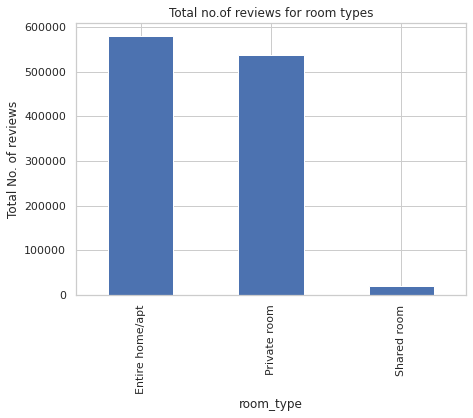 Total no.of reviews for room types
Total No. of reviews
600000
500000
400000
300000
200000
100000
0
Entire home/apt
Private room
Shared room
room_type